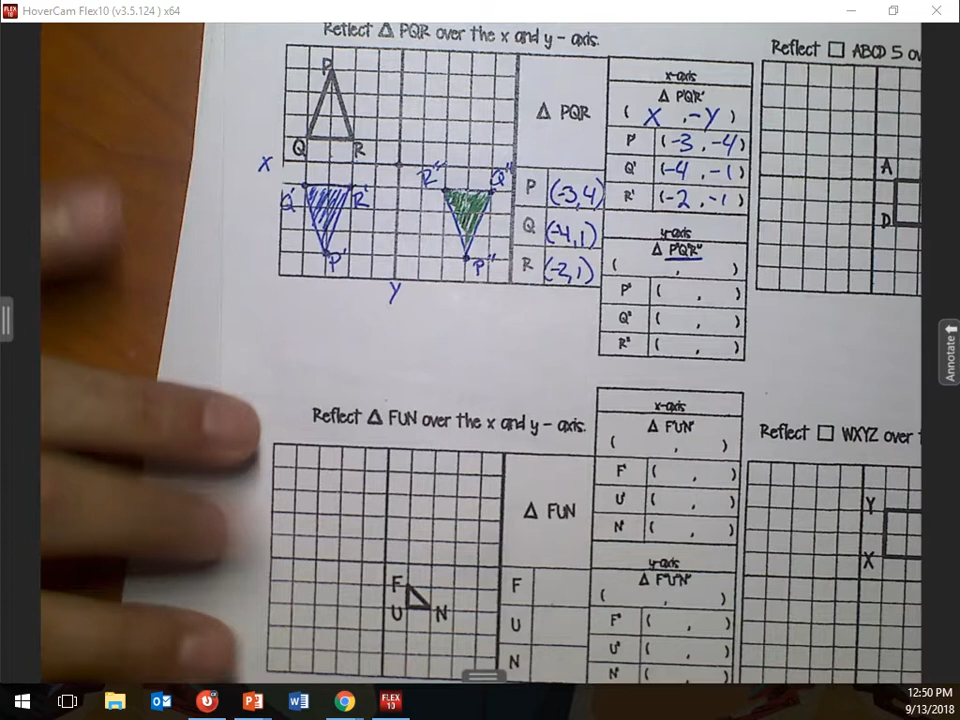 HoverCam Flex10 (v3.5.124 ) x64
Reflect △ PQR over the x and y - axis.
P
Q R
X
Q' R' R" Q"
P' P"
Y
△ PQR
P (-3,4)
Q (-4,1)
R (-2,1)
x-axis
△ P'Q'R'
( X , -Y )
P' (-3 , -4)
Q' (-4 , -1)
R' (-2 , -1)
y-axis
△ P"Q"R"
( , )
P" ( , )
Q" ( , )
R" ( , )
Reflect □ ABCD 5
A
D
Reflect △ FUN over the x and y - axis.
F
U N
△ FUN
F
U
N
x-axis
△ F'U'N'
( , )
F' ( , )
U' ( , )
N' ( , )
y-axis
△ F"U"N"
( , )
F" ( , )
U" ( , )
N" ( , )
Reflect □ WXYZ over
Y
X
Annotate
12:50 PM
9/13/2018